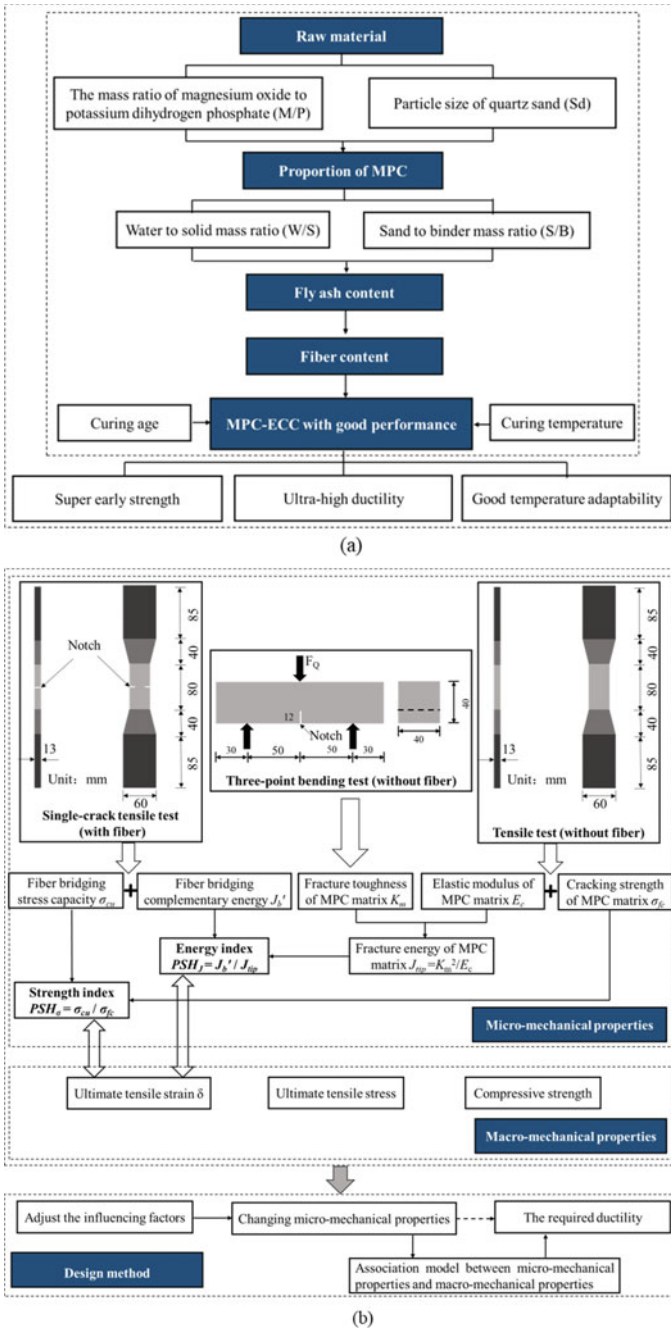 Raw material
The mass ratio of magnesium oxide to
potassium dihydrogen phosphate (M/P)
Particle size of quartz sand (Sd)
Proportion of MPC
Water to solid mass ratio (W/S)
Sand to binder mass ratio (S/B)
Fly ash content
Fiber content
Curing age
MPC-ECC with good performance
Curing temperature
Super early strength
Ultra-high ductility
Good temperature adaptability
(a)
Notch
13
Unit: mm
60
85
40
80
40
85
Single-crack tensile test
(with fiber)
F_Q
12
Notch
30
50
50
30
40
40
Three-point bending test (without fiber)
13
Unit: mm
60
85
40
80
40
85
Tensile test (without fiber)
Fiber bridging
stress capacity σcu
+
Fiber bridging
complementary energy Jb'
Fracture toughness
of MPC matrix Km
Elastic modulus of
MPC matrix Ec
+
Cracking strength
of MPC matrix σfc
Energy index
PSHJ = Jb' / Jtip
Fracture energy of MPC
matrix Jtip =Km²/Ec
Strength index
PSHσ = σcu / σfc
Micro-mechanical properties
Ultimate tensile strain δ
Ultimate tensile stress
Compressive strength
Macro-mechanical properties
Adjust the influencing factors
Changing micro-mechanical properties
The required ductility
Design method
Association model between micro-mechanical
properties and macro-mechanical properties
(b)